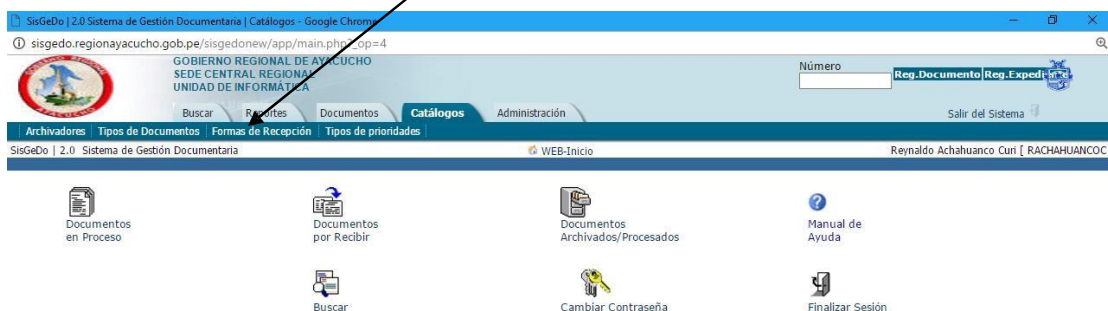 SisGeDo | 2.0 Sistema de Gestión Documentaria | Catálogos - Google Chrome
sisgedo.regionayacucho.gob.pe/sisgedonew/app/main.php?_op=4
GOBIERNO REGIONAL DE AYACUCHO
SEDE CENTRAL REGIONAL
UNIDAD DE INFORMÁTICA
Número
Reg.Documento Reg.Expediente
Buscar Reportes Documentos Catálogos Administración
Salir del Sistema
Archivadores Tipos de Documentos Formas de Recepción Tipos de prioridades
SisGeDo | 2.0 Sistema de Gestión Documentaria WEB-Inicio Reynaldo Achahuanco Curi [ RACHAHUANCOC
Documentos
en Proceso
Documentos
por Recibir
Documentos
Archivados/Procesados
Manual de
Ayuda
Buscar
Cambiar Contraseña
Finalizar Sesión